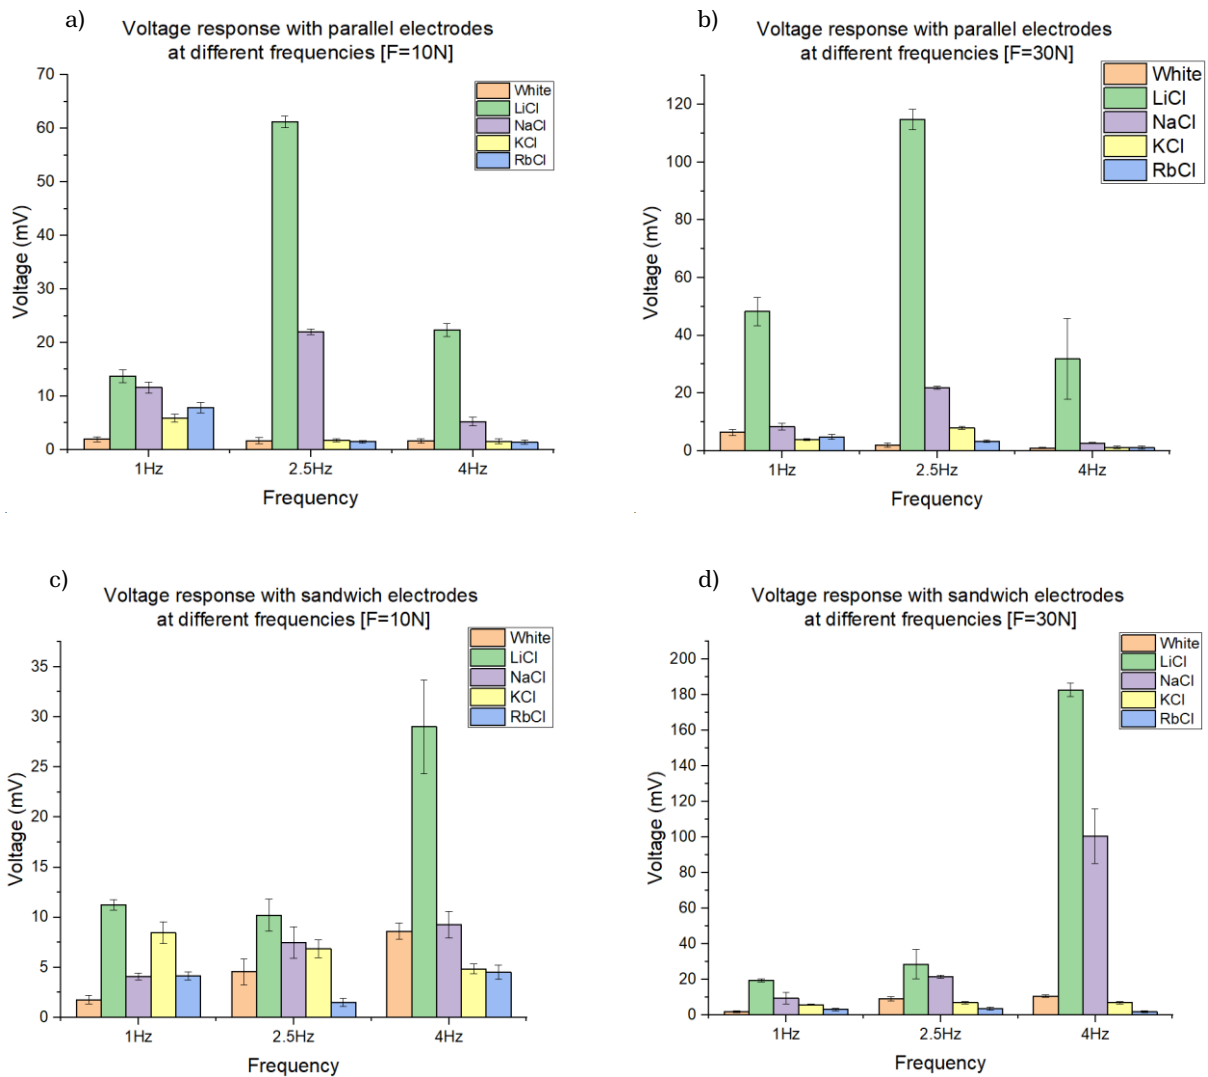 a)
Voltage response with parallel electrodes
at different frequencies [F=10N]
70
60
50
40
30
20
10
0
Voltage (mV)
White
LiCl
NaCl
KCl
RbCl
1Hz
2.5Hz
4Hz
Frequency
b)
Voltage response with parallel electrodes
at different frequencies [F=30N]
120
100
80
60
40
20
0
Voltage (mV)
White
LiCl
NaCl
KCl
RbCl
1Hz
2.5Hz
4Hz
Frequency
c)
Voltage response with sandwich electrodes
at different frequencies [F=10N]
35
30
25
20
15
10
5
0
Voltage (mV)
White
LiCl
NaCl
KCl
RbCl
1Hz
2.5Hz
4Hz
Frequency
d)
Voltage response with sandwich electrodes
at different frequencies [F=30N]
200
180
160
140
120
100
80
60
40
20
0
Voltage (mV)
White
LiCl
NaCl
KCl
RbCl
1Hz
2.5Hz
4Hz
Frequency